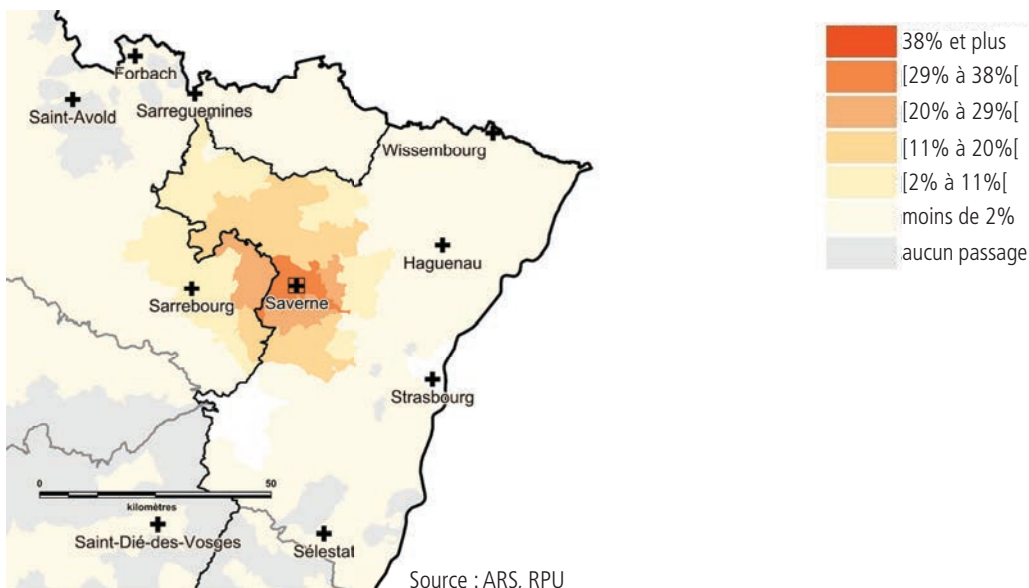 Forbach
Saint-Avold
Sarreguemines
Wissembourg
Haguenau
Sarrebourg
Saverne
Strasbourg
0 50
kilomètres
Saint-Dié-des-Vosges
Sélestat
Source : ARS, RPU
38% et plus
[29% à 38%[
[20% à 29%[
[11% à 20%[
[2% à 11%[
moins de 2%
aucun passage